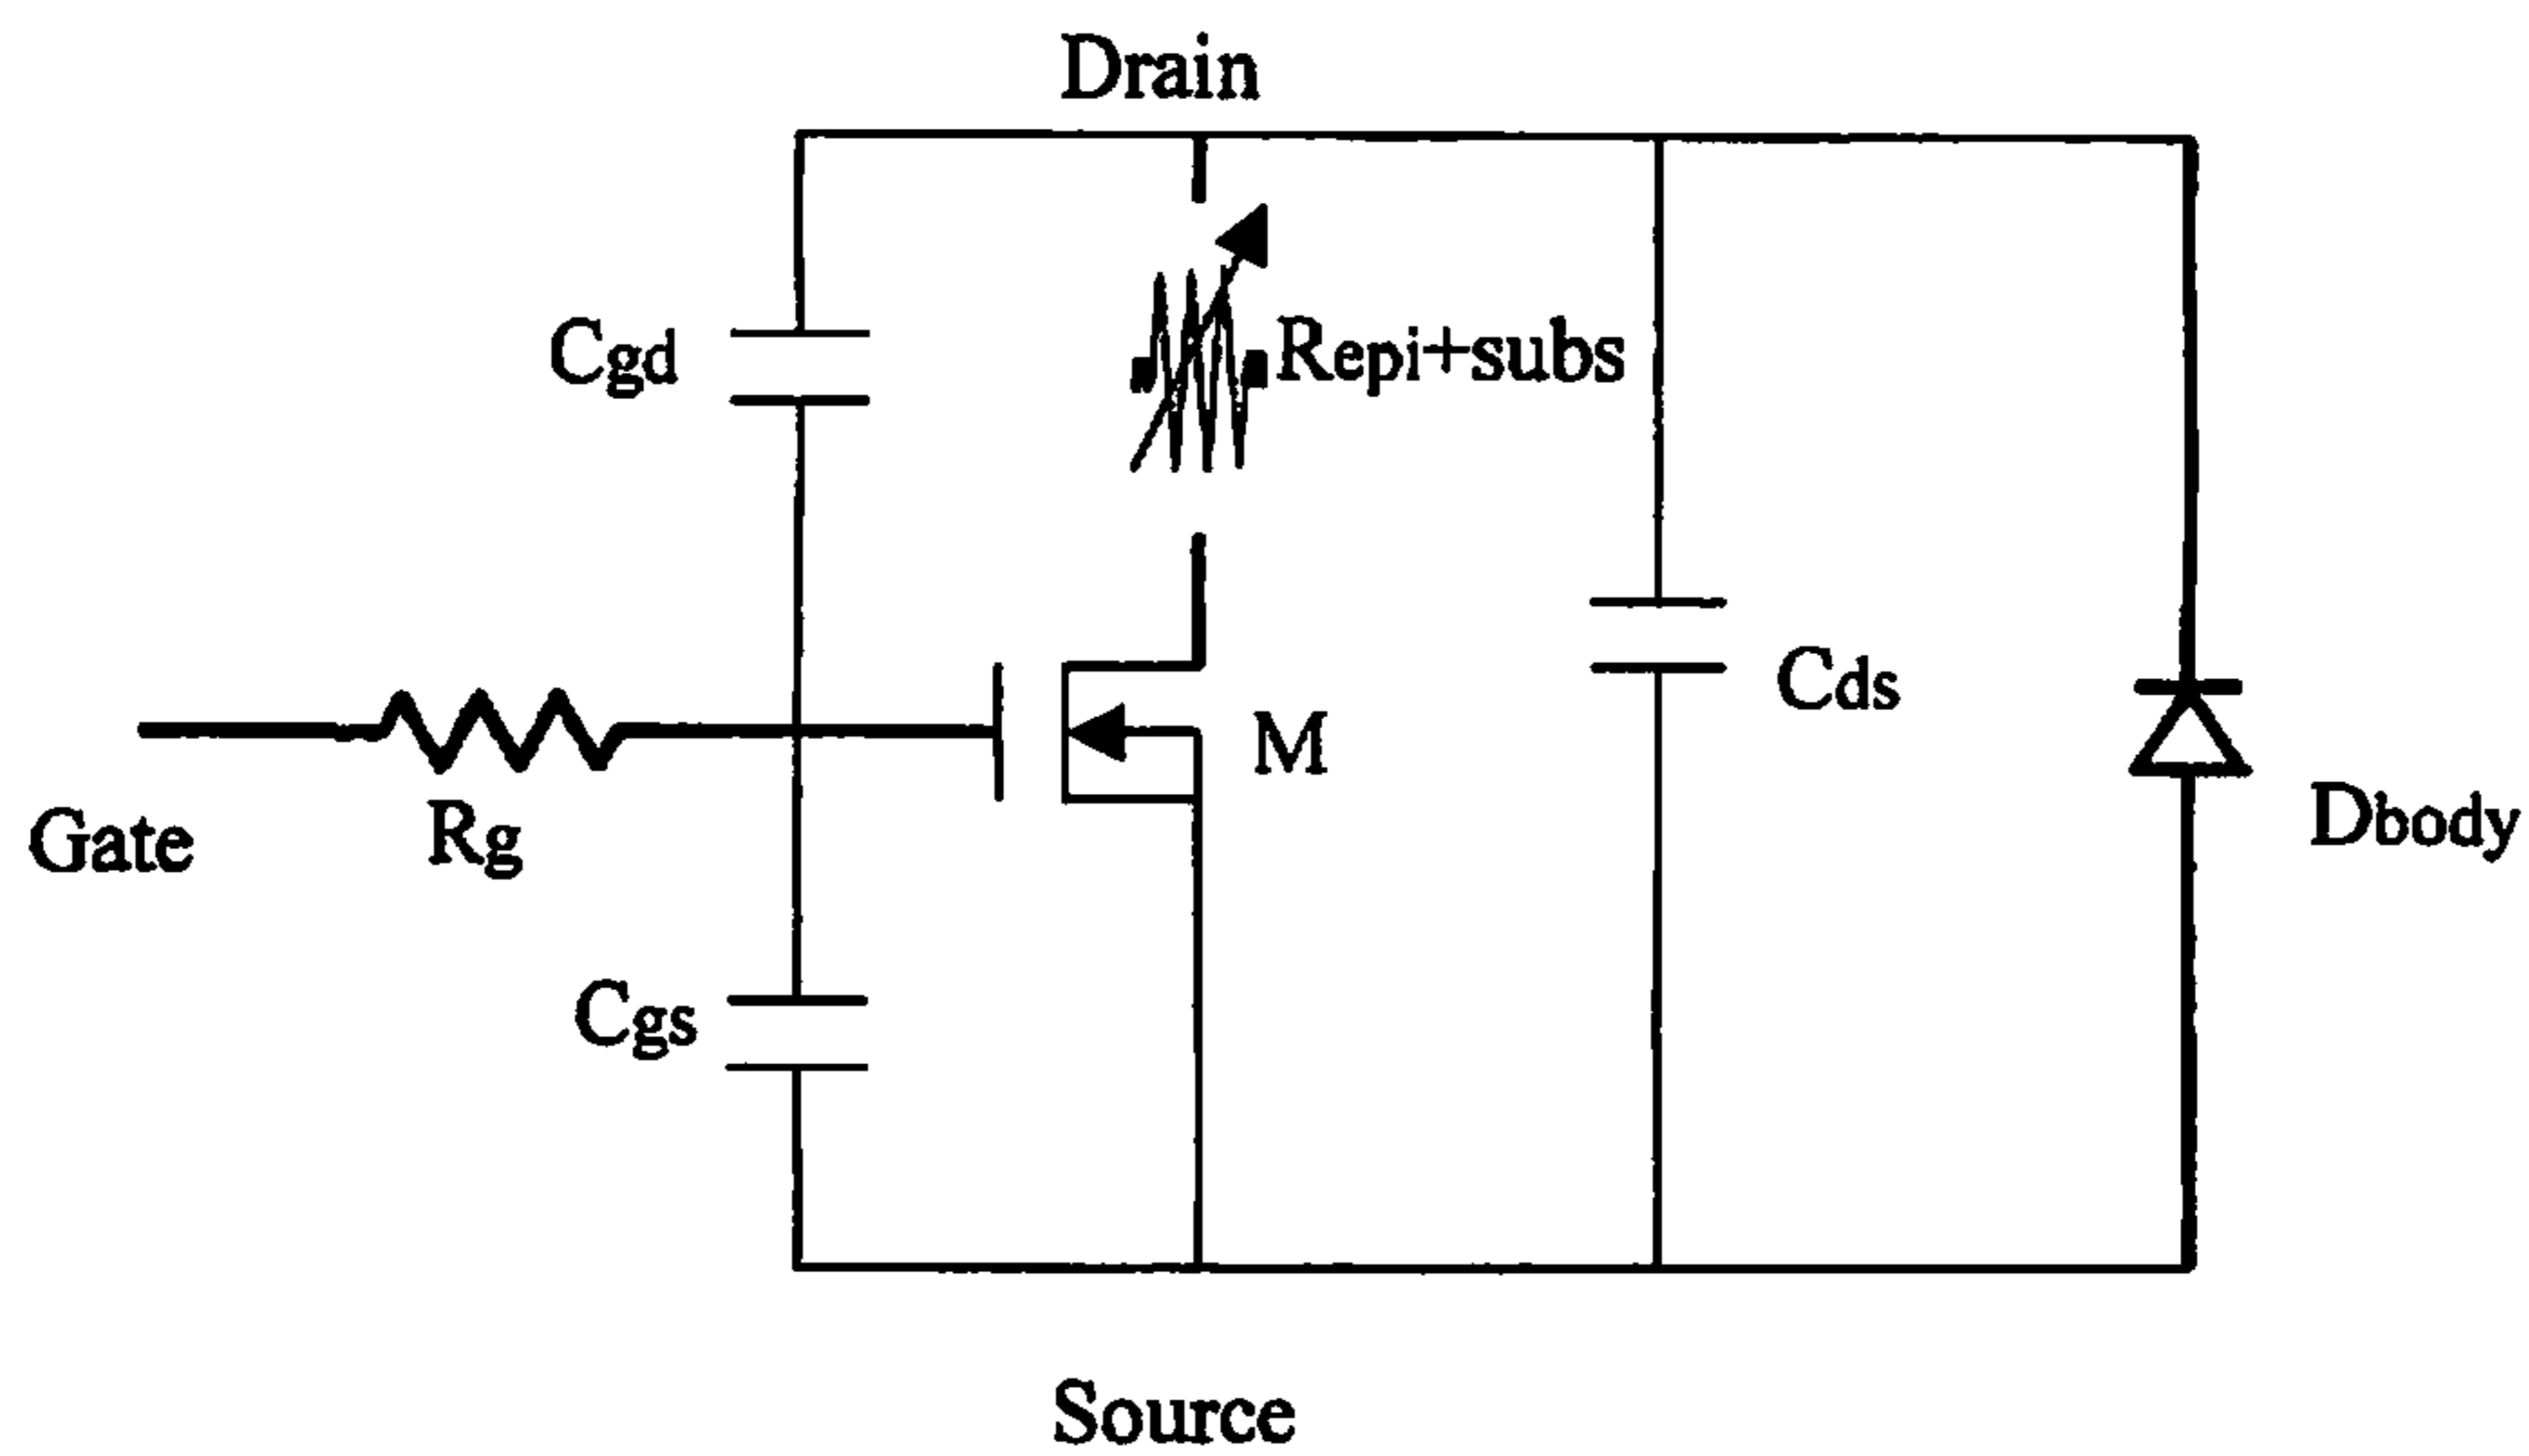 Drain
Cgd
Repi+subs
Cds
M
Gate
Rg
Dbody
Cgs
Source